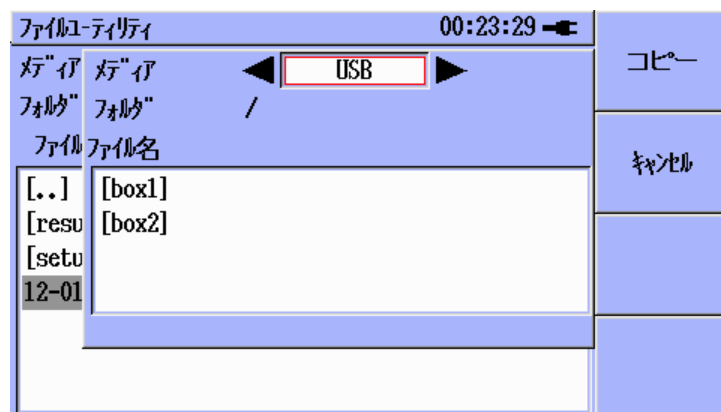 ファイルユーティリティ 00:23:29
メディア
フォルダ
ファイル
[..]
[resu
[setu
12-01
メディア USB
フォルダ /
ファイル名
[box1]
[box2]
コピー
キャンセル